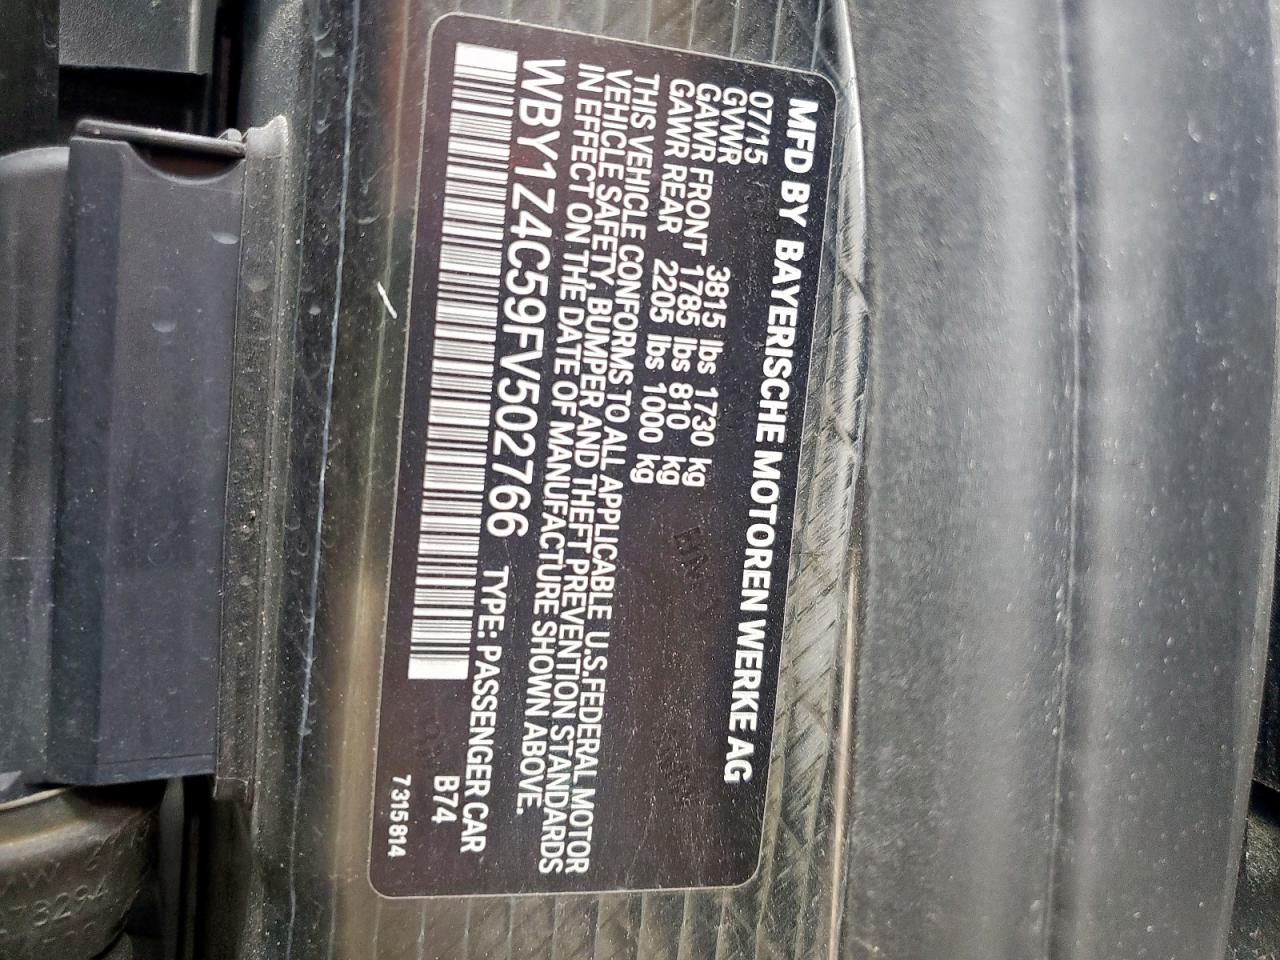 MFD BY BAYERISCHE MOTOREN WERKE AG
07/15
GVWR 3815 lbs 1730 kg
GAWR FRONT 1785 lbs 810 kg
GAWR REAR 2205 lbs 1000 kg
THIS VEHICLE CONFORMS TO ALL APPLICABLE U.S.FEDERAL MOTOR
VEHICLE SAFETY, BUMPER AND THEFT PREVENTION STANDARDS
IN EFFECT ON THE DATE OF MANUFACTURE SHOWN ABOVE.
WBY1Z4C59FV502766 TYPE: PASSENGER CAR
B74
7315814